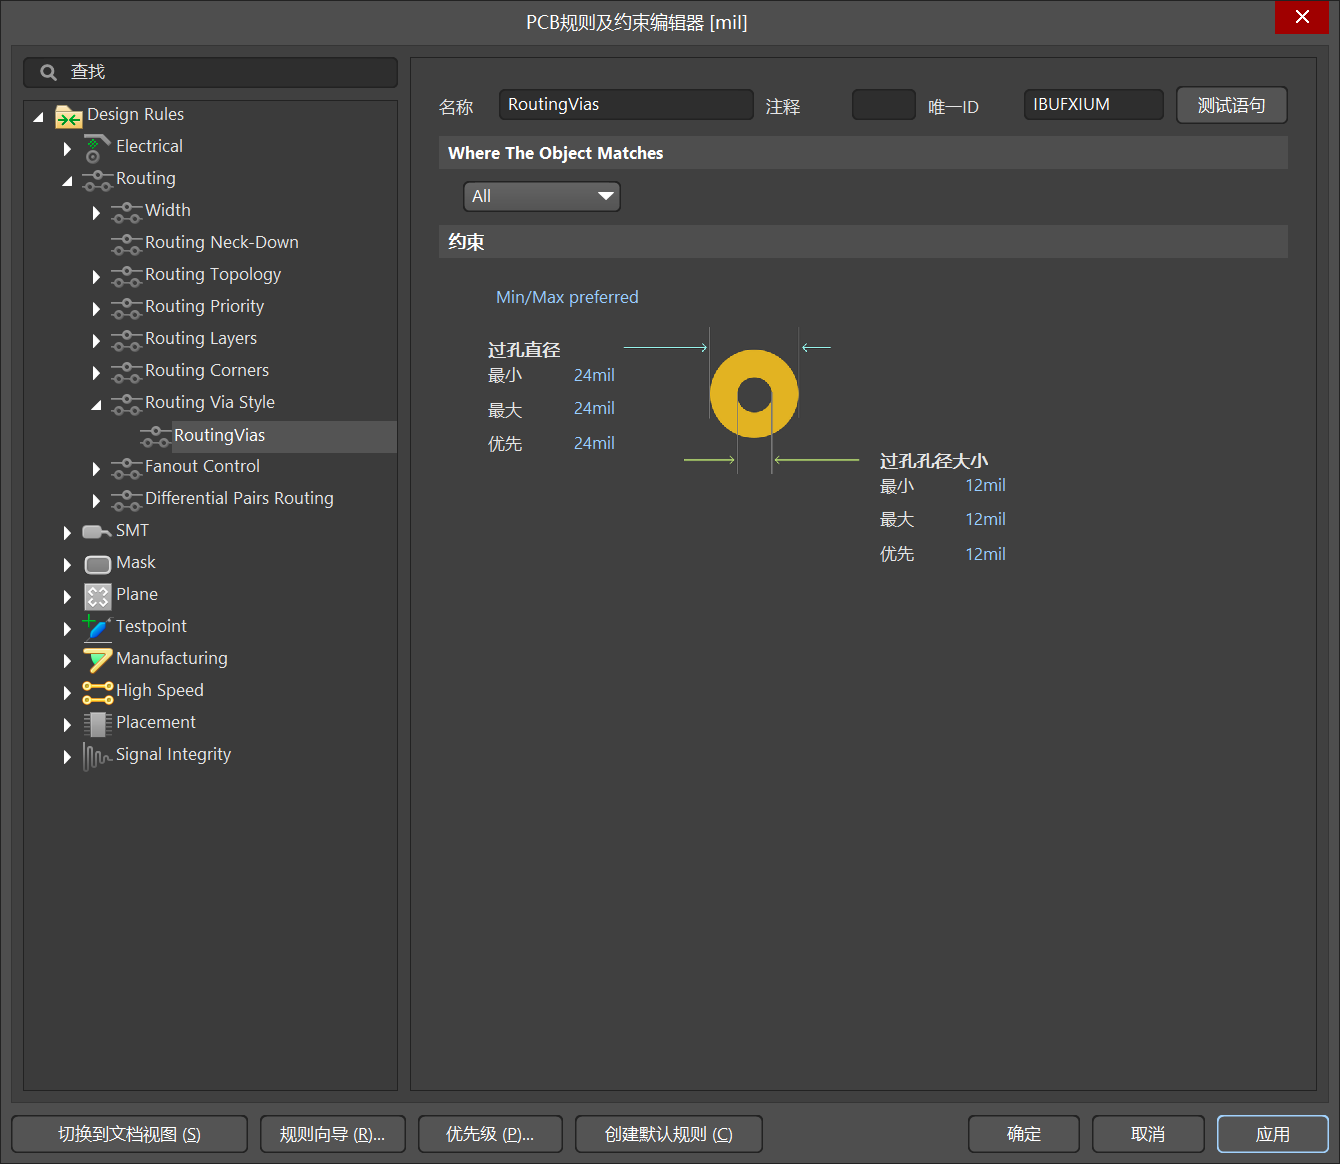 PCB规则及约束编辑器 [mil]
查找
Design Rules
Electrical
Routing
Width
Routing Neck-Down
Routing Topology
Routing Priority
Routing Layers
Routing Corners
Routing Via Style
RoutingVias
Fanout Control
Differential Pairs Routing
SMT
Mask
Plane
Testpoint
Manufacturing
High Speed
Placement
Signal Integrity
名称 RoutingVias 注释 唯一ID IBUFXIUM 测试语句
Where The Object Matches
All
约束
Min/Max preferred
过孔直径
最小 24mil
最大 24mil
优先 24mil
过孔孔径大小
最小 12mil
最大 12mil
优先 12mil
切换到文档视图 (S) 规则向导 (R)... 优先级 (P)... 创建默认规则 (C) 确定 取消 应用